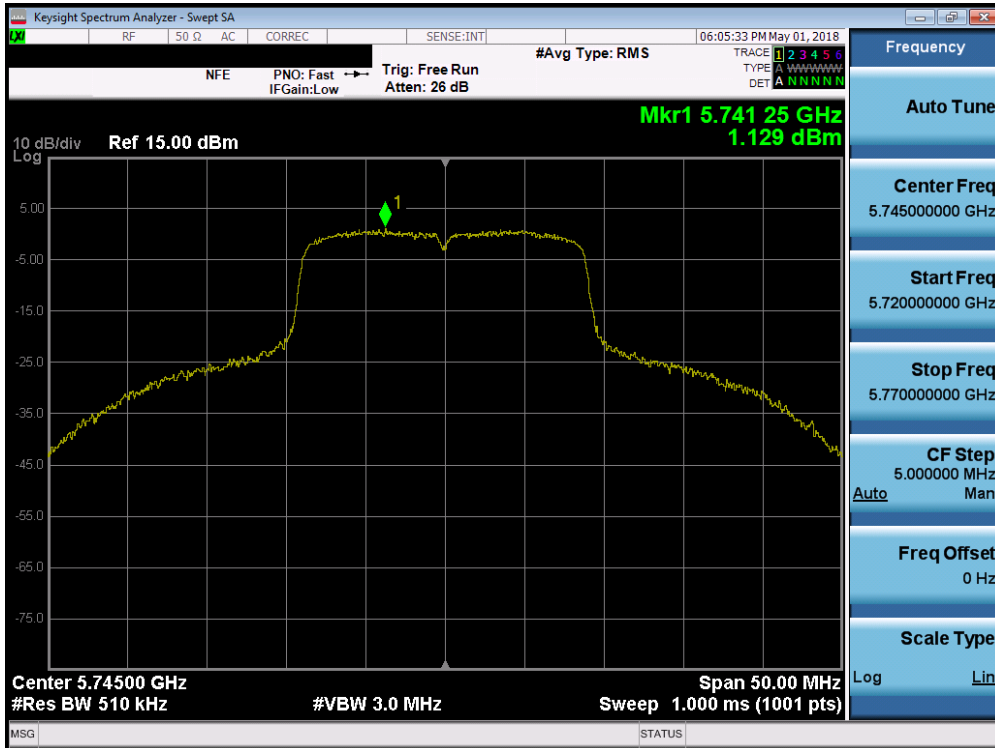 Keysight Spectrum Analyzer - Swept SA
LXI RF 50 Ω AC CORREC SENSE:INT 06:05:33 PM May 01, 2018
NFE PNO: Fast Trig: Free Run #Avg Type: RMS TRACE 1 2 3 4 5 6
IFGain:Low Atten: 26 dB TYPE A WWWWW
DET A N N N N N
Mkr1 5.741 25 GHz
1.129 dBm
10 dB/div Ref 15.00 dBm
Log
1
5.00
-5.00
-15.0
-25.0
-35.0
-45.0
-55.0
-65.0
-75.0
Center 5.74500 GHz Span 50.00 MHz
#Res BW 510 kHz #VBW 3.0 MHz Sweep 1.000 ms (1001 pts)
MSG STATUS
Frequency
Auto Tune
Center Freq
5.745000000 GHz
Start Freq
5.720000000 GHz
Stop Freq
5.770000000 GHz
CF Step
5.000000 MHz
Auto Man
Freq Offset
0 Hz
Scale Type
Log Lin